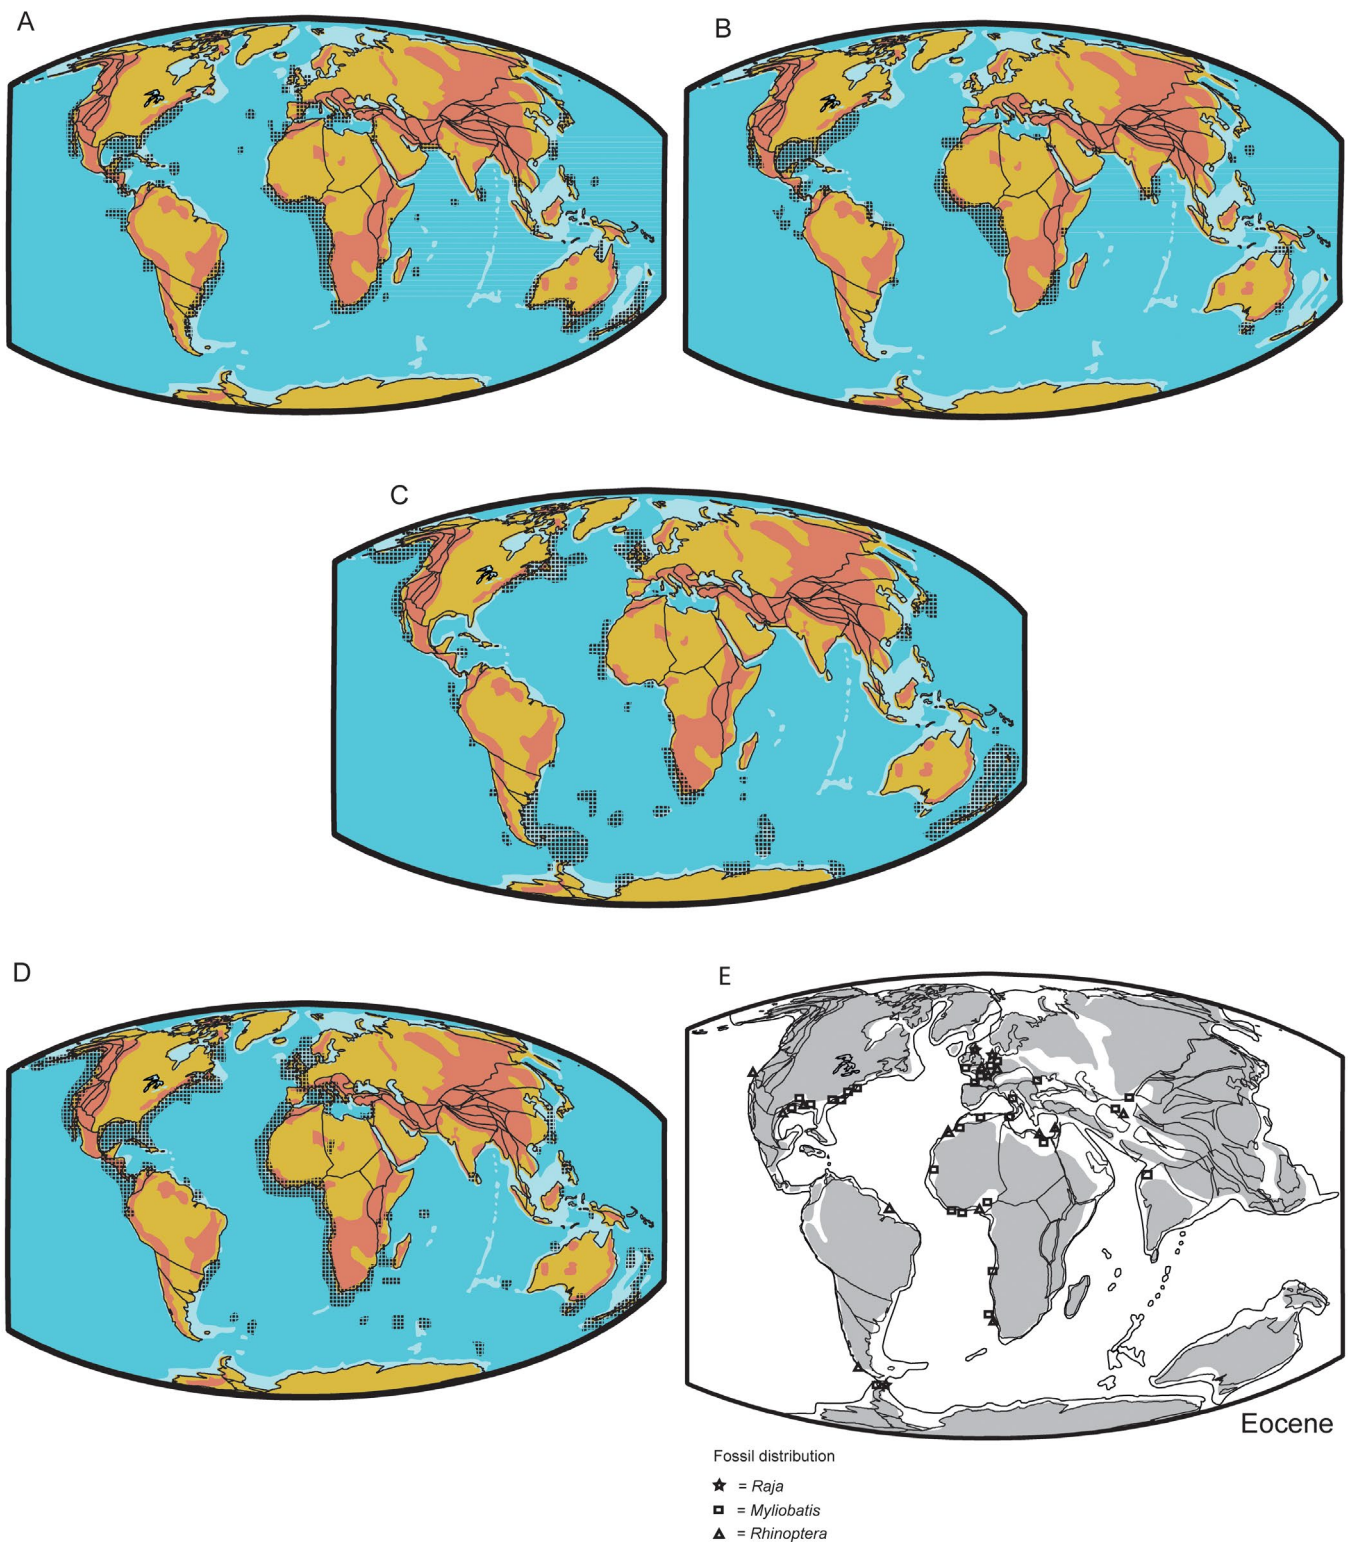 A
B
C
D
E
Eocene
Fossil distribution
= Raja
= Myliobatis
= Rhinoptera